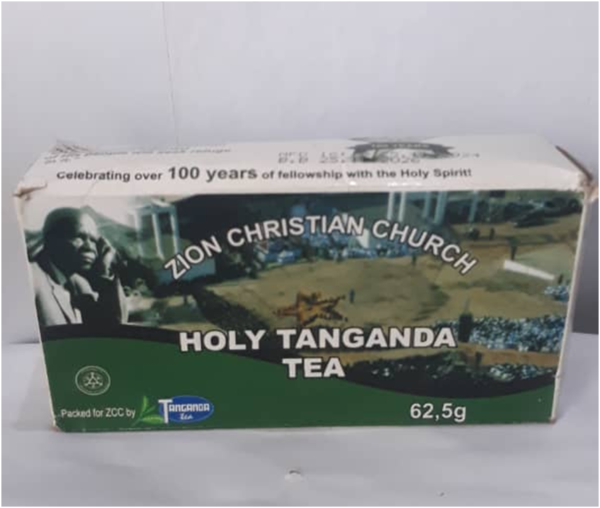 Celebrating over 100 years of fellowship with the Holy Spirit!
ZION CHRISTIAN CHURCH
HOLY TANGANDA
TEA
Packed for ZCC by
TANGANDA
tea
62,5g